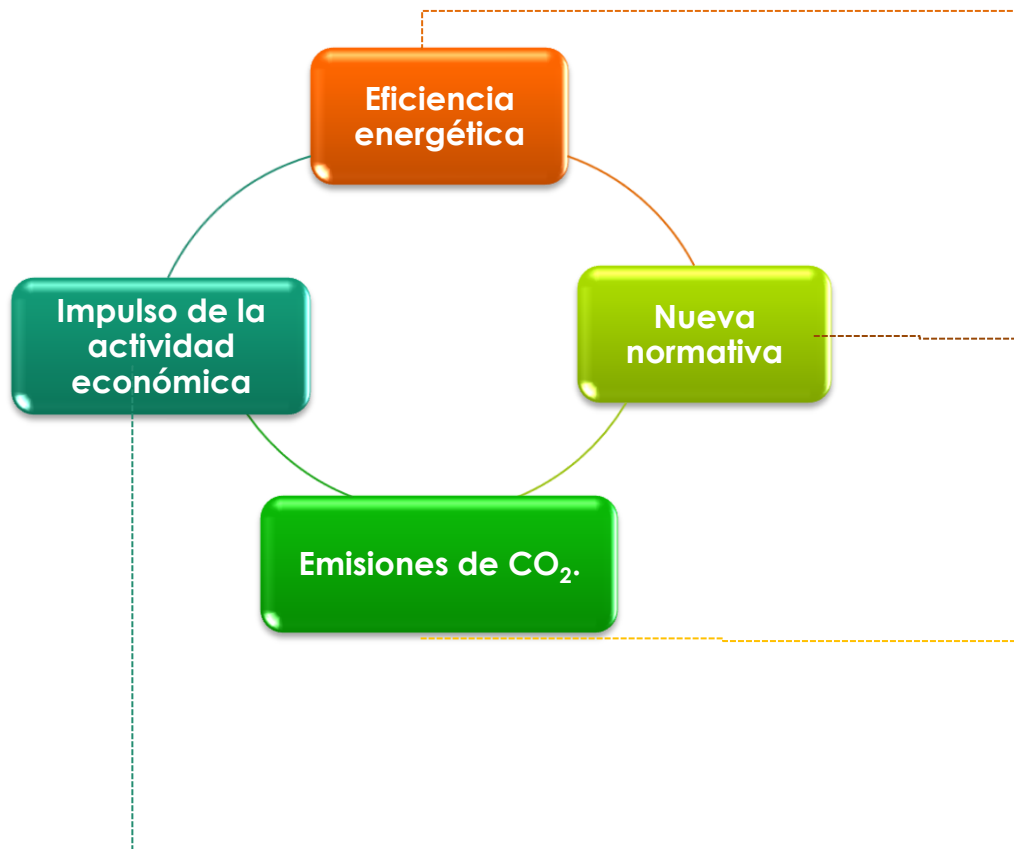 Eficiencia
energética
Impulso de la
actividad
económica
Nueva
normativa
Emisiones de CO₂.